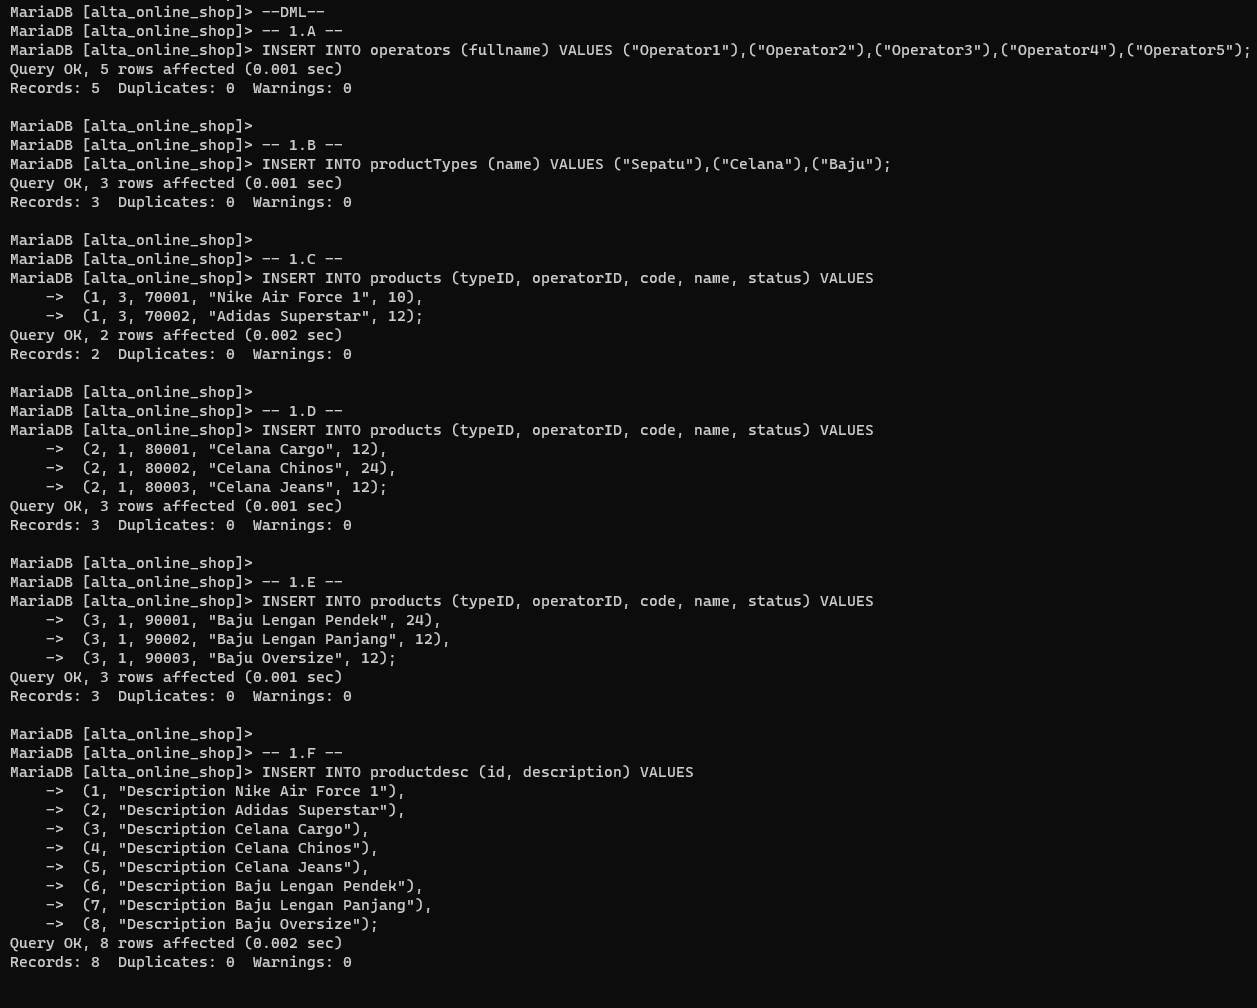 MariaDB [alta_online_shop]> --DML--
MariaDB [alta_online_shop]> -- 1.A --
MariaDB [alta_online_shop]> INSERT INTO operators (fullname) VALUES ("Operator1"),("Operator2"),("Operator3"),("Operator4"),("Operator5");
Query OK, 5 rows affected (0.001 sec)
Records: 5  Duplicates: 0  Warnings: 0

MariaDB [alta_online_shop]>
MariaDB [alta_online_shop]> -- 1.B --
MariaDB [alta_online_shop]> INSERT INTO productTypes (name) VALUES ("Sepatu"),("Celana"),("Baju");
Query OK, 3 rows affected (0.001 sec)
Records: 3  Duplicates: 0  Warnings: 0

MariaDB [alta_online_shop]>
MariaDB [alta_online_shop]> -- 1.C --
MariaDB [alta_online_shop]> INSERT INTO products (typeID, operatorID, code, name, status) VALUES
    ->  (1, 3, 70001, "Nike Air Force 1", 10),
    ->  (1, 3, 70002, "Adidas Superstar", 12);
Query OK, 2 rows affected (0.002 sec)
Records: 2  Duplicates: 0  Warnings: 0

MariaDB [alta_online_shop]>
MariaDB [alta_online_shop]> -- 1.D --
MariaDB [alta_online_shop]> INSERT INTO products (typeID, operatorID, code, name, status) VALUES
    ->  (2, 1, 80001, "Celana Cargo", 12),
    ->  (2, 1, 80002, "Celana Chinos", 24),
    ->  (2, 1, 80003, "Celana Jeans", 12);
Query OK, 3 rows affected (0.001 sec)
Records: 3  Duplicates: 0  Warnings: 0

MariaDB [alta_online_shop]>
MariaDB [alta_online_shop]> -- 1.E --
MariaDB [alta_online_shop]> INSERT INTO products (typeID, operatorID, code, name, status) VALUES
    ->  (3, 1, 90001, "Baju Lengan Pendek", 24),
    ->  (3, 1, 90002, "Baju Lengan Panjang", 12),
    ->  (3, 1, 90003, "Baju Oversize", 12);
Query OK, 3 rows affected (0.001 sec)
Records: 3  Duplicates: 0  Warnings: 0

MariaDB [alta_online_shop]>
MariaDB [alta_online_shop]> -- 1.F --
MariaDB [alta_online_shop]> INSERT INTO productdesc (id, description) VALUES
    ->  (1, "Description Nike Air Force 1"),
    ->  (2, "Description Adidas Superstar"),
    ->  (3, "Description Celana Cargo"),
    ->  (4, "Description Celana Chinos"),
    ->  (5, "Description Celana Jeans"),
    ->  (6, "Description Baju Lengan Pendek"),
    ->  (7, "Description Baju Lengan Panjang"),
    ->  (8, "Description Baju Oversize");
Query OK, 8 rows affected (0.002 sec)
Records: 8  Duplicates: 0  Warnings: 0